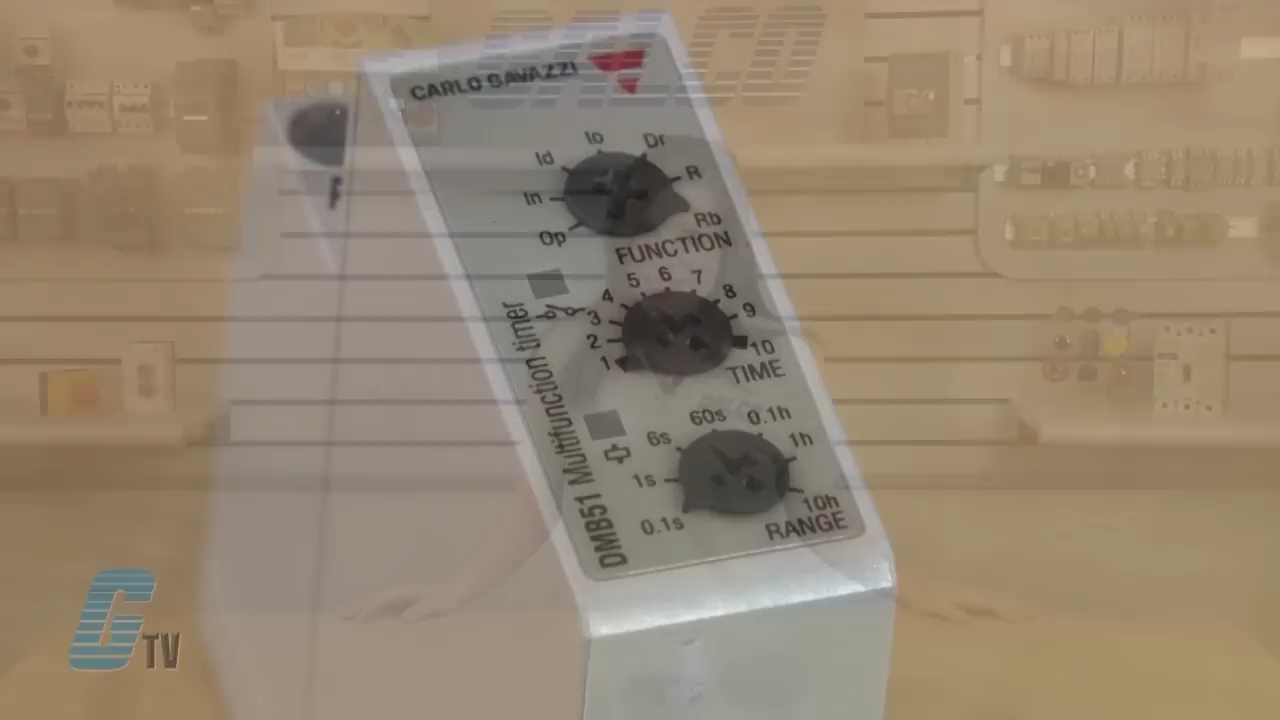 CARLO GAVAZZI
Io
Dr
Id
R
In
Rb
Op
FUNCTION
5
6
7
4
8
3
9
2
10
1
TIME
60s
0.1h
6s
1h
1s
10h
0.1s
RANGE
DMB51 Multifunction timer
GTV